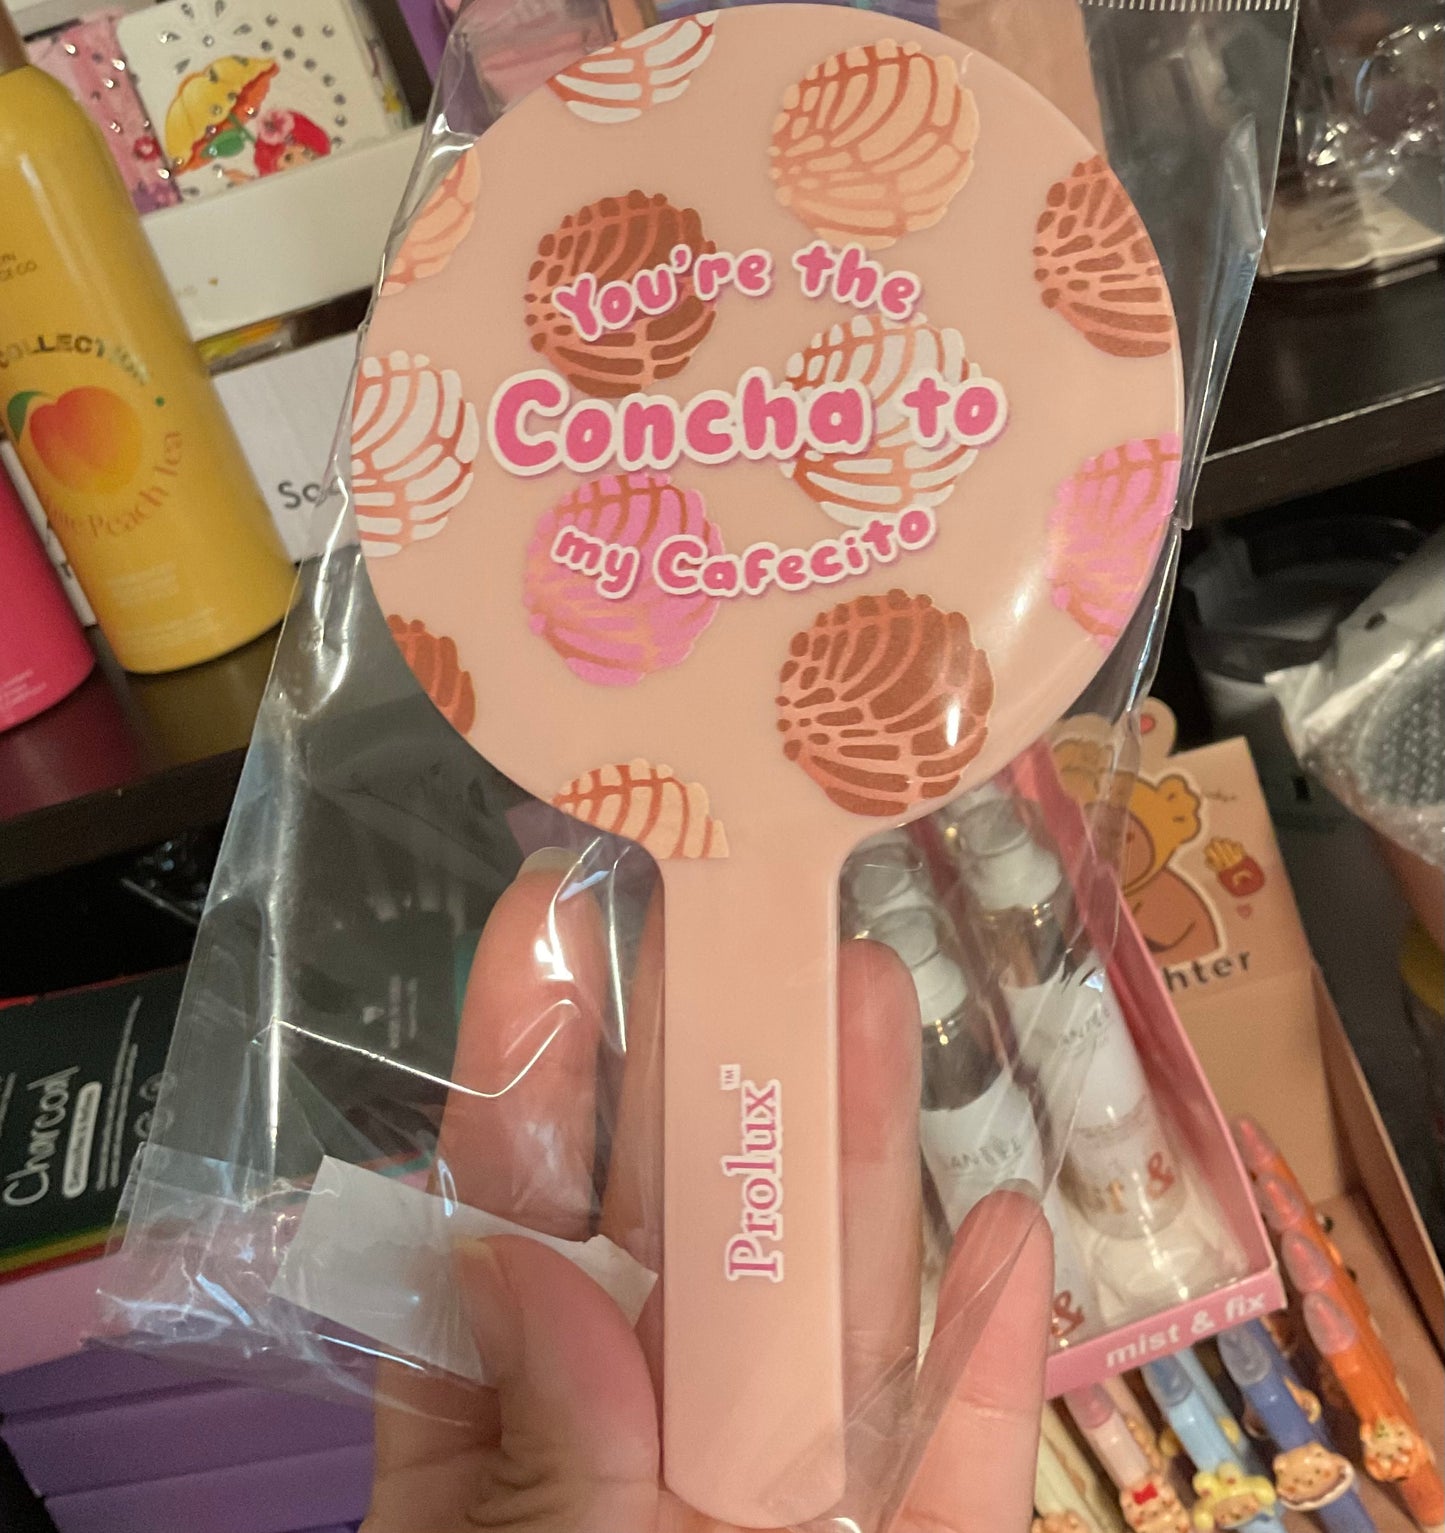 You're the
Concha to
my Cafecito
Prolux™
COLLECTION
Peach Tea
Charcoal
mist & fix